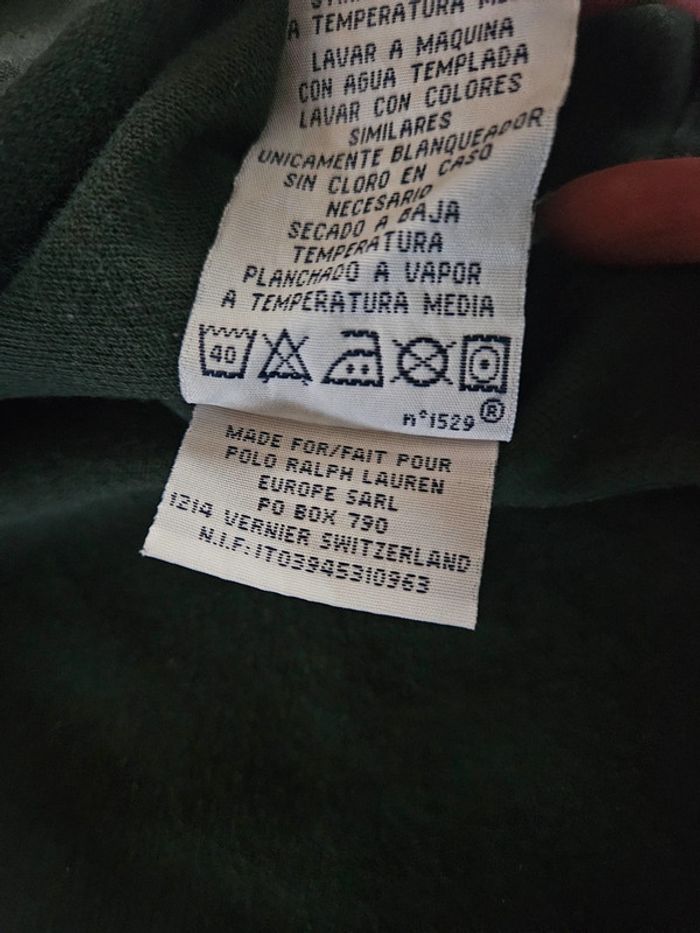 A TEMPERATURA
LAVAR A MAQUINA
CON AGUA TEMPLADA
LAVAR CON COLORES
SIMILARES
UNICAMENTE BLANQUEADOR
SIN CLORO EN CASO
NECESARIO
SECADO A BAJA
TEMPERATURA
PLANCHADO A VAPOR
A TEMPERATURA MEDIA
40
n°1529 ®
MADE FOR/FAIT POUR
POLO RALPH LAUREN
EUROPE SARL
PO BOX 790
1214 VERNIER SWITZERLAND
N.I.F:IT03945310963